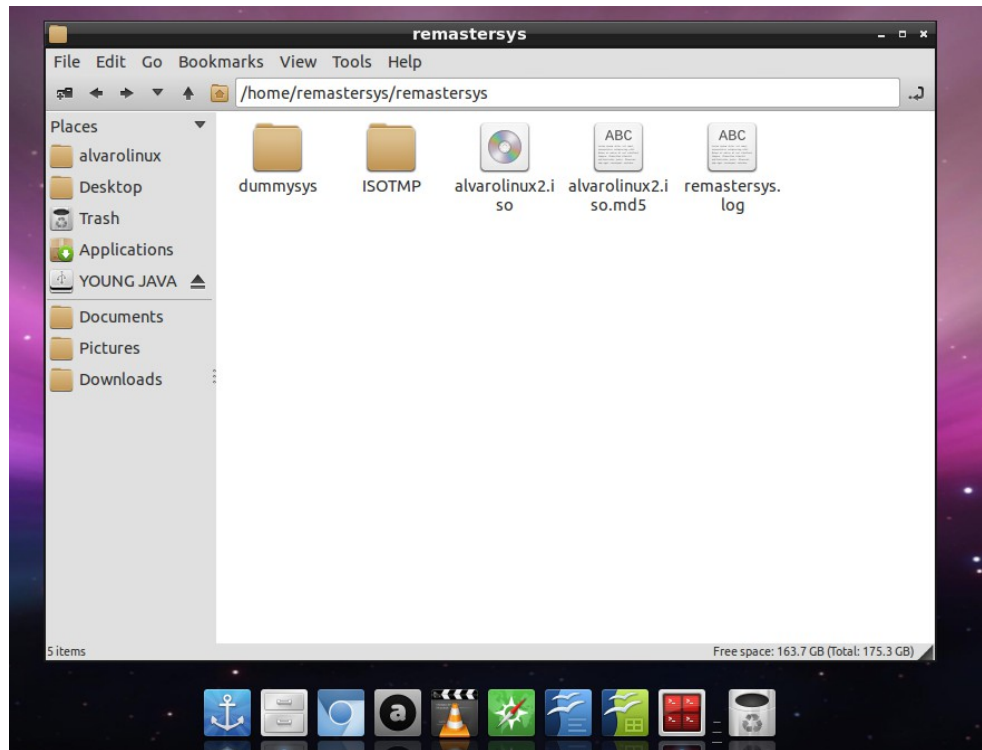 remastersys
File Edit Go Bookmarks View Tools Help
/home/remastersys/remastersys
Places
alvarolinux
Desktop
Trash
Applications
YOUNG JAVA
Documents
Pictures
Downloads
dummysys
ISOTMP
alvarolinux2.i
so
alvarolinux2.i
so.md5
remastersys.
log
ABC
ABC
5 items
Free space: 163.7 GB (Total: 175.3 GB)
a